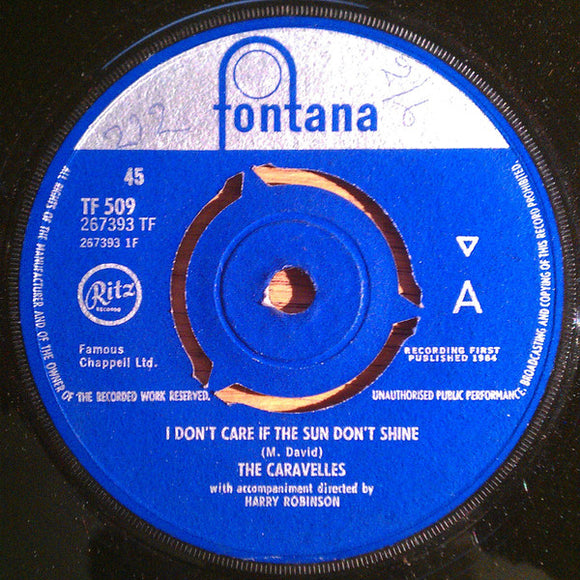 fontana
222
45
TF 509
267393 TF
267393 1F
Ritz
RECORDS
Famous
Chappell Ltd.
A
RECORDING FIRST
PUBLISHED 1964
ALL RIGHTS OF THE MANUFACTURER AND OF THE OWNER OF THE RECORDED WORK RESERVED.
UNAUTHORISED PUBLIC PERFORMANCE, BROADCASTING AND COPYING OF THIS RECORD PROHIBITED.
I DON'T CARE IF THE SUN DON'T SHINE
(M. David)
THE CARAVELLES
with accompaniment directed by
HARRY ROBINSON